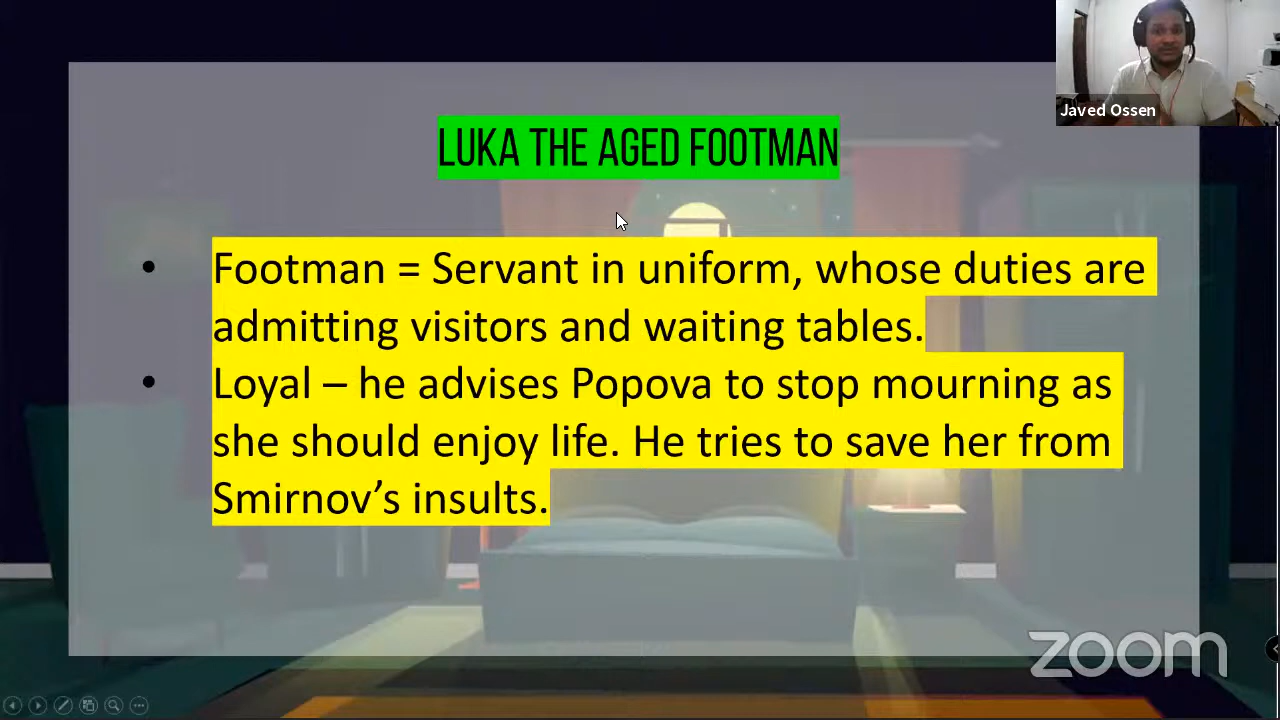 Javed Ossen
LUKA THE AGED FOOTMAN
• Footman = Servant in uniform, whose duties are
admitting visitors and waiting tables.
• Loyal – he advises Popova to stop mourning as
she should enjoy life. He tries to save her from
Smirnov’s insults.
zoom